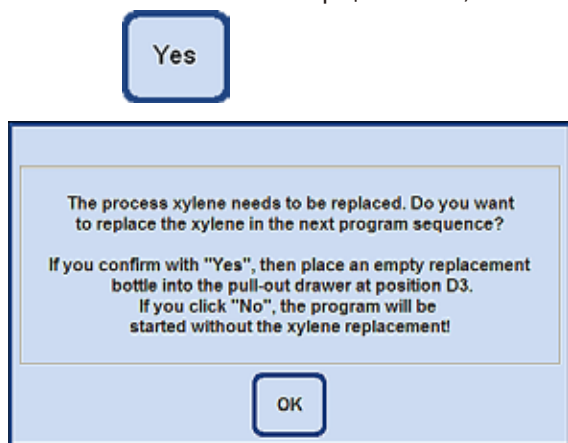 Yes
The process xylene needs to be replaced. Do you want
to replace the xylene in the next program sequence?
If you confirm with "Yes", then place an empty replacement
bottle into the pull-out drawer at position D3.
If you click "No", the program will be
started without the xylene replacement!
OK